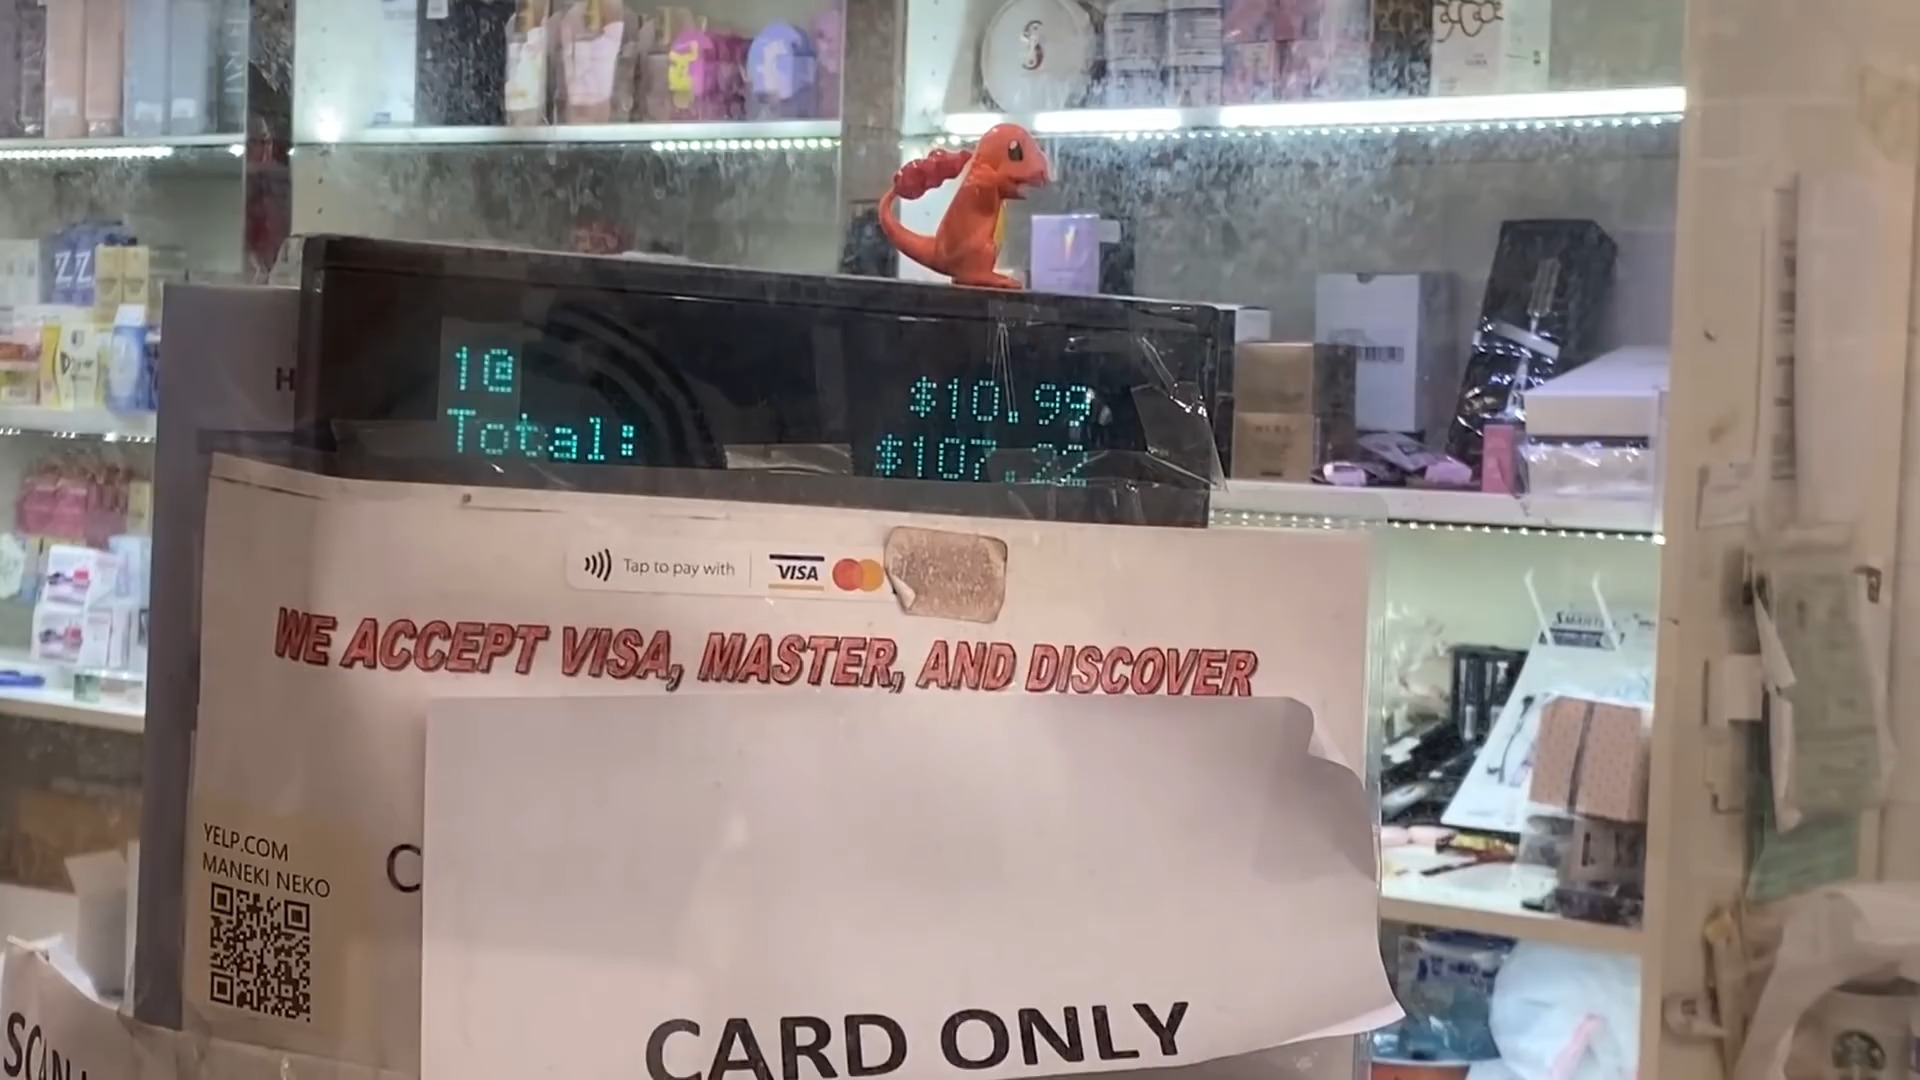 1@ $10.99
Total: $107.22
Tap to pay with VISA
WE ACCEPT VISA, MASTER, AND DISCOVER
YELP.COM
MANEKI NEKO
C
CARD ONLY
H
SCAN